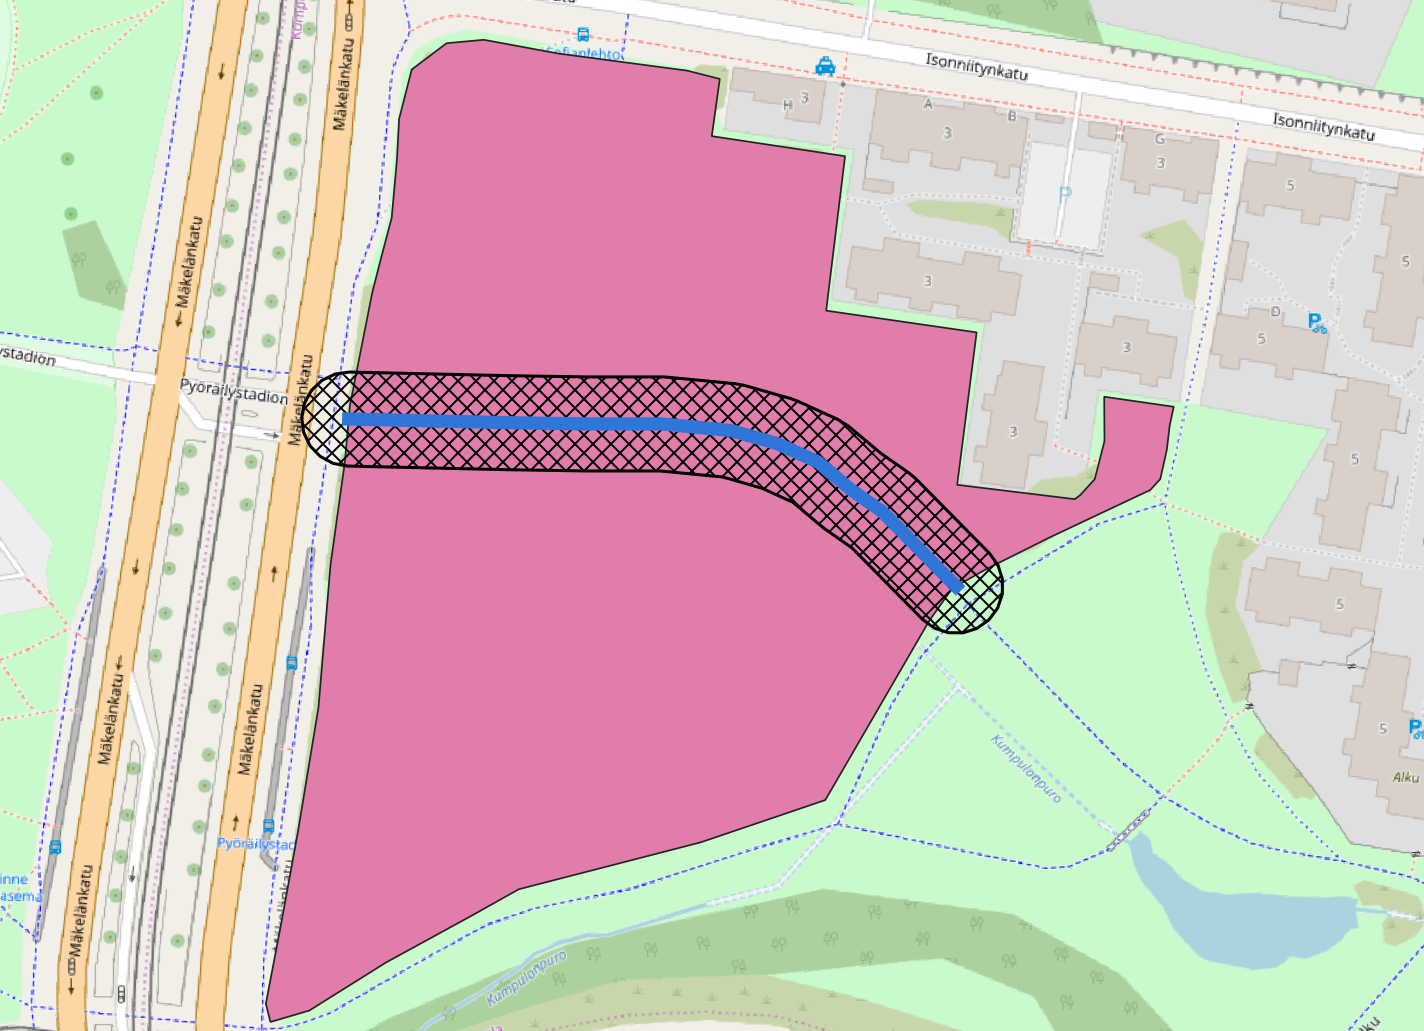 Sofianlehto
Isonniitynkatu
Isonniitynkatu
Mäkelänkatu
Mäkelänkatu
H
3
A
3
B
G
3
5
P
5
3
D
5
3
3
5
ystadion
Pyöräilystadion
Mäkelänkatu
5
5
Mäkelänkatu
Mäkelänkatu
Kumpulanpuro
5
Alku
Pyöräilystad
Mäkelänkatu
inne
asema
Mäkelänkatu
Kumpulanpuro